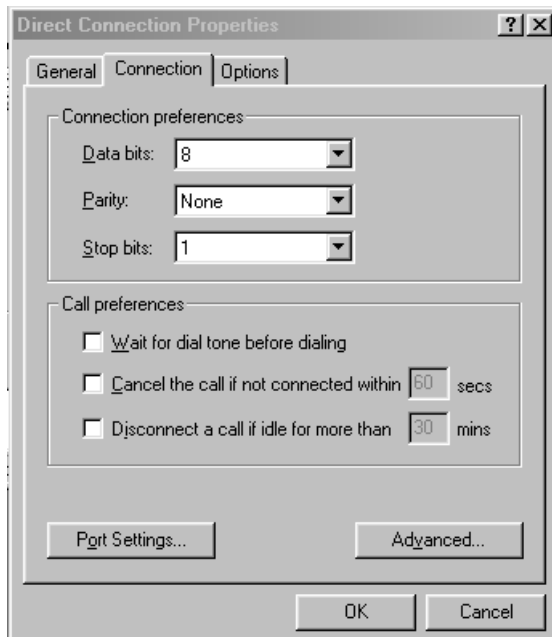 Direct Connection Properties ? X
General Connection Options
Connection preferences
Data bits: 8
Parity: None
Stop bits: 1
Call preferences
Wait for dial tone before dialing
Cancel the call if not connected within 60 secs
Disconnect a call if idle for more than 30 mins
Port Settings... Advanced...
OK Cancel